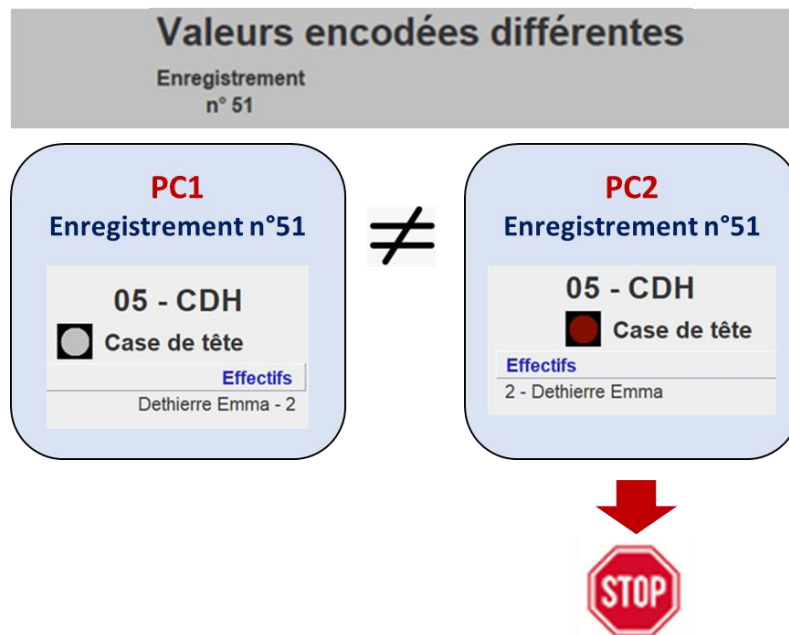 Valeurs encodées différentes
Enregistrement
n° 51
PC1
Enregistrement n°51
05 - CDH
Case de tête
Effectifs
Dethierre Emma - 2
≠
PC2
Enregistrement n°51
05 - CDH
Case de tête
Effectifs
2 - Dethierre Emma
STOP